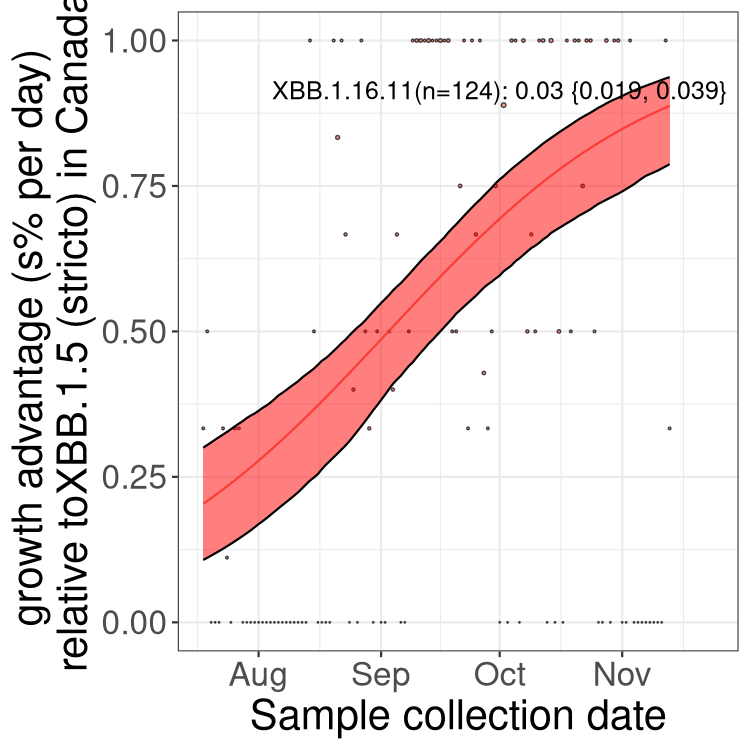 growth advantage (s% per day)
relative toXBB.1.5 (stricto) in Canada
1.00
0.75
0.50
0.25
0.00
XBB.1.16.11(n=124): 0.03 {0.019, 0.039}
Aug Sep Oct Nov
Sample collection date